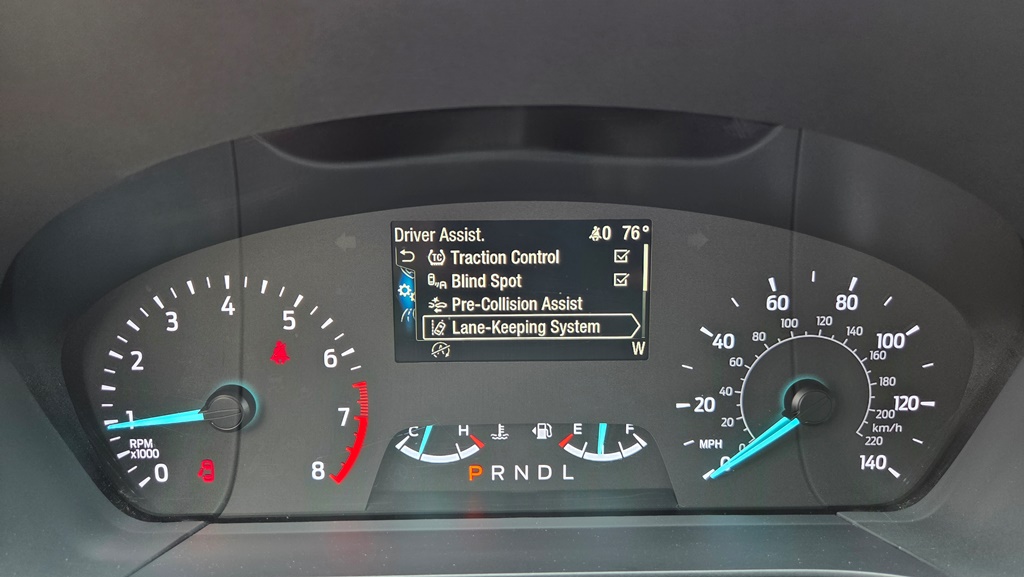 Driver Assist. 0 76°
TC Traction Control
A Blind Spot
Pre-Collision Assist
Lane-Keeping System
W
0 1 2 3 4 5 6 7 8
RPM
x1000
C H E F
P R N D L
0 20 40 60 80 100 120 140
MPH
0 20 40 60 80 100 120 140 160 180 200 220
km/h